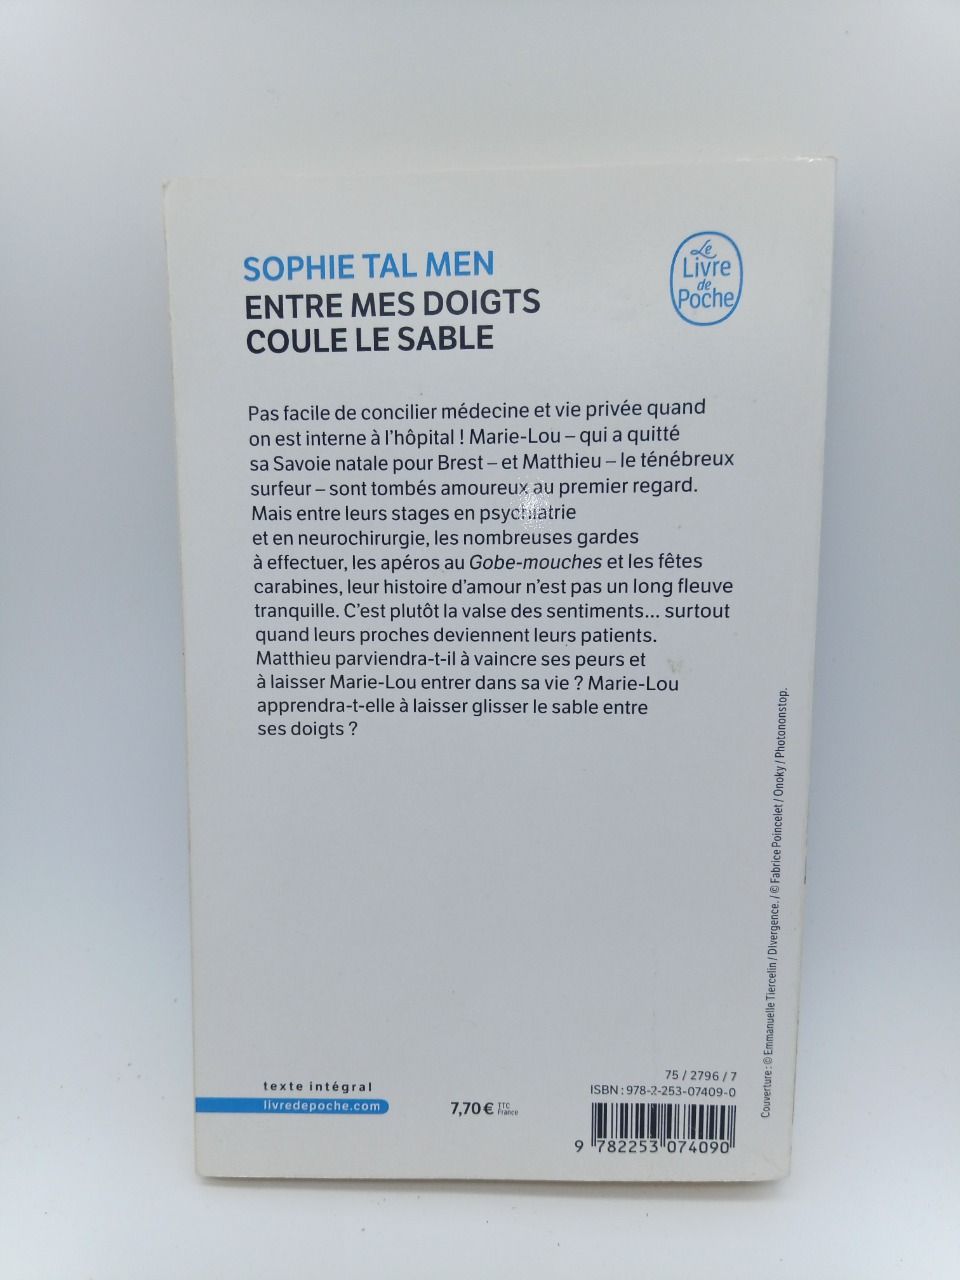 SOPHIE TAL MEN
ENTRE MES DOIGTS
COULE LE SABLE
Le
Livre
de
Poche
Pas facile de concilier médecine et vie privée quand
on est interne à l'hôpital ! Marie-Lou – qui a quitté
sa Savoie natale pour Brest – et Matthieu – le ténébreux
surfeur – sont tombés amoureux au premier regard.
Mais entre leurs stages en psychiatrie
et en neurochirurgie, les nombreuses gardes
à effectuer, les apéros au Gobe-mouches et les fêtes
carabines, leur histoire d'amour n'est pas un long fleuve
tranquille. C'est plutôt la valse des sentiments... surtout
quand leurs proches deviennent leurs patients.
Matthieu parviendra-t-il à vaincre ses peurs et
à laisser Marie-Lou entrer dans sa vie ? Marie-Lou
apprendra-t-elle à laisser glisser le sable entre
ses doigts ?
Couverture : © Emmanuelle Tiercelin / Divergence. / © Fabrice Poincelet / Onoky / Photononstop.
texte intégral
livredepoche.com
7,70 € TTC France
75 / 2796 / 7
ISBN : 978-2-253-07409-0
9 782253 074090